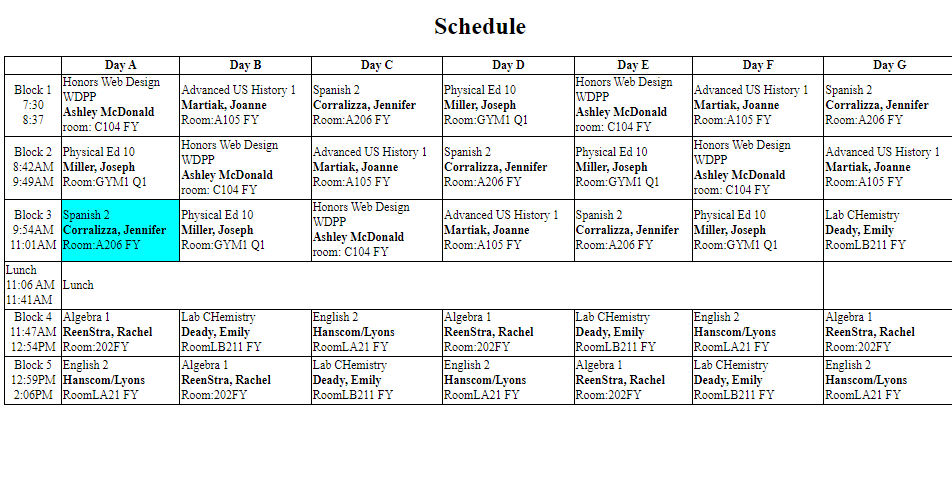 Schedule
Day A Day B Day C Day D Day E Day F Day G
Block 1
7:30
8:37
Honors Web Design
WDPP
Ashley McDonald
room: C104 FY
Advanced US History 1
Martiak, Joanne
Room:A105 FY
Spanish 2
Corralizza, Jennifer
Room:A206 FY
Physical Ed 10
Miller, Joseph
Room:GYM1 Q1
Honors Web Design
WDPP
Ashley McDonald
room: C104 FY
Advanced US History 1
Martiak, Joanne
Room:A105 FY
Spanish 2
Corralizza, Jennifer
Room:A206 FY
Block 2
8:42AM
9:49AM
Physical Ed 10
Miller, Joseph
Room:GYM1 Q1
Honors Web Design
WDPP
Ashley McDonald
room: C104 FY
Advanced US History 1
Martiak, Joanne
Room:A105 FY
Spanish 2
Corralizza, Jennifer
Room:A206 FY
Physical Ed 10
Miller, Joseph
Room:GYM1 Q1
Honors Web Design
WDPP
Ashley McDonald
room: C104 FY
Advanced US History 1
Martiak, Joanne
Room:A105 FY
Block 3
9:54AM
11:01AM
Spanish 2
Corralizza, Jennifer
Room:A206 FY
Physical Ed 10
Miller, Joseph
Room:GYM1 Q1
Honors Web Design
WDPP
Ashley McDonald
room: C104 FY
Advanced US History 1
Martiak, Joanne
Room:A105 FY
Spanish 2
Corralizza, Jennifer
Room:A206 FY
Physical Ed 10
Miller, Joseph
Room:GYM1 Q1
Lab CHemistry
Deady, Emily
RoomLB211 FY
Lunch
11:06 AM
11:41AM
Lunch
Block 4
11:47AM
12:54PM
Algebra 1
ReenStra, Rachel
Room:202FY
Lab CHemistry
Deady, Emily
RoomLB211 FY
English 2
Hanscom/Lyons
RoomLA21 FY
Algebra 1
ReenStra, Rachel
Room:202FY
Lab CHemistry
Deady, Emily
RoomLB211 FY
English 2
Hanscom/Lyons
RoomLA21 FY
Algebra 1
ReenStra, Rachel
Room:202FY
Block 5
12:59PM
2:06PM
English 2
Hanscom/Lyons
RoomLA21 FY
Algebra 1
ReenStra, Rachel
Room:202FY
Lab CHemistry
Deady, Emily
RoomLB211 FY
English 2
Hanscom/Lyons
RoomLA21 FY
Algebra 1
ReenStra, Rachel
Room:202FY
Lab CHemistry
Deady, Emily
RoomLB211 FY
English 2
Hanscom/Lyons
RoomLA21 FY